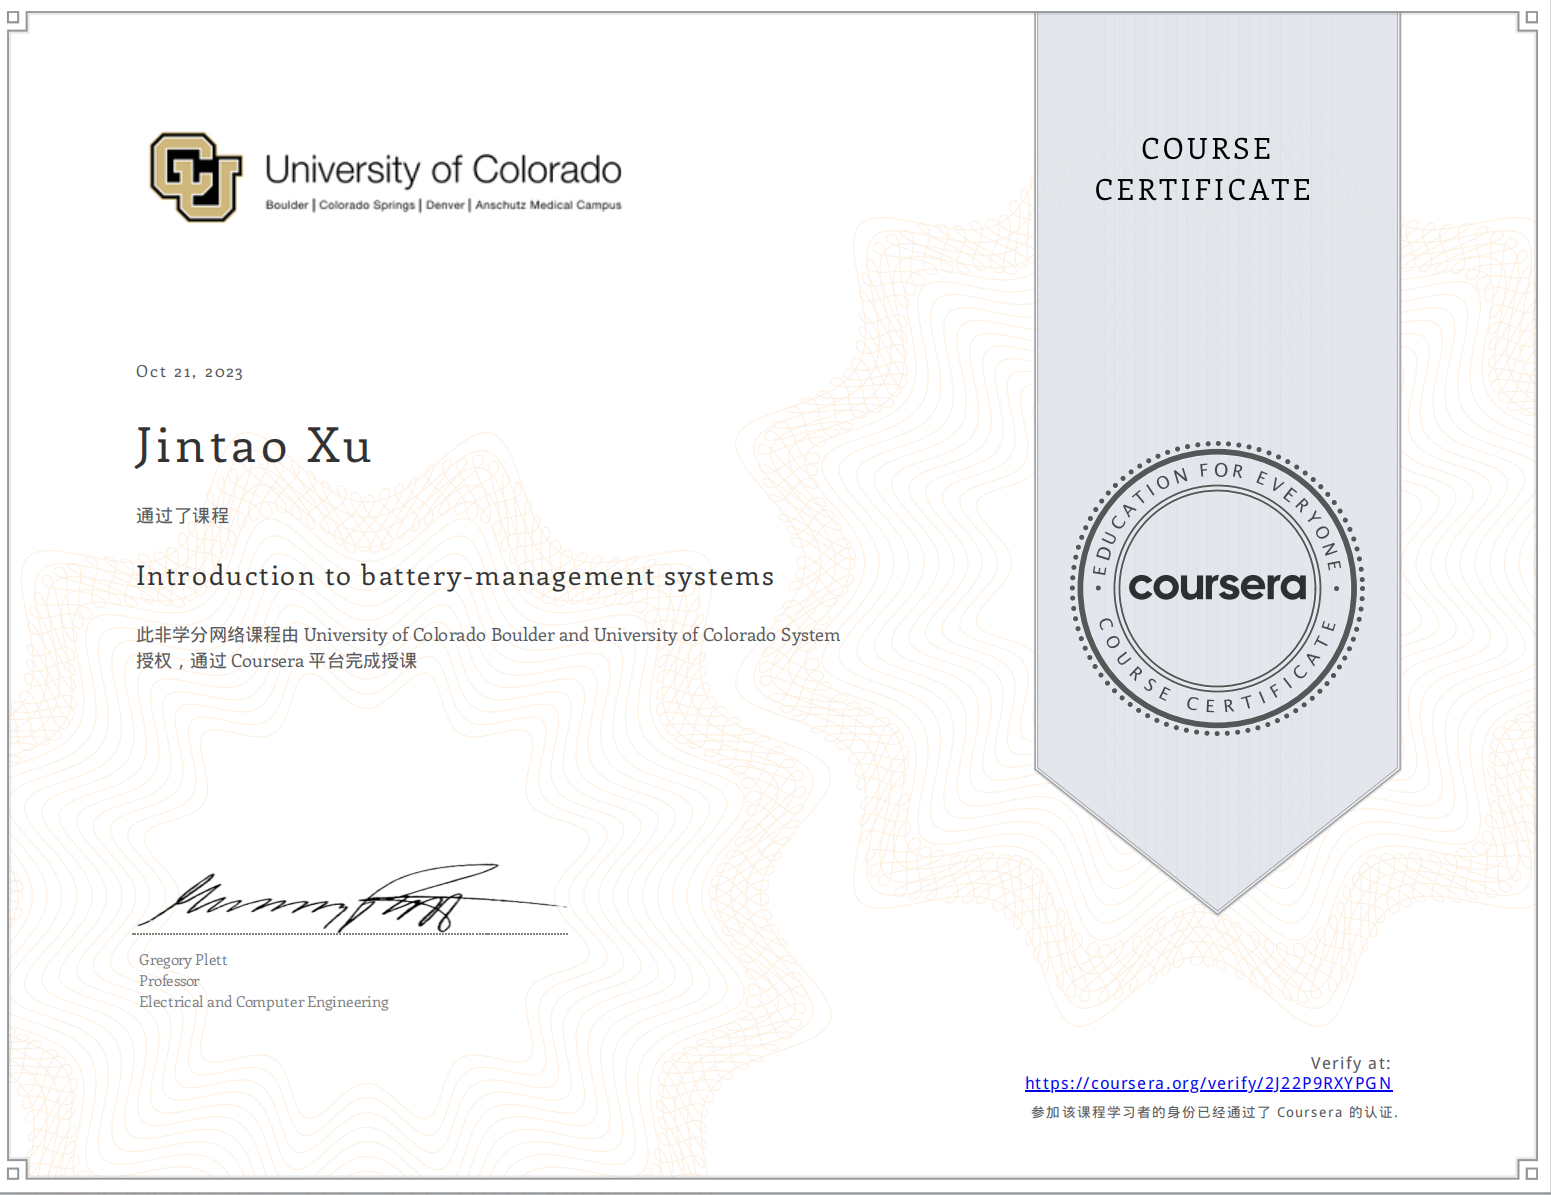 University of Colorado
Boulder | Colorado Springs | Denver | Anschutz Medical Campus
COURSE
CERTIFICATE
Oct 21, 2023
Jintao Xu
通过了课程
Introduction to battery-management systems
此非学分网络课程由 University of Colorado Boulder and University of Colorado System
授权，通过 Coursera 平台完成授课
EDUCATION FOR EVERYONE
coursera
COURSE CERTIFICATE
Gregory Plett
Professor
Electrical and Computer Engineering
Verify at:
https://coursera.org/verify/2J22P9RXYPGN
参加该课程学习者的身份已经通过了 Coursera 的认证.